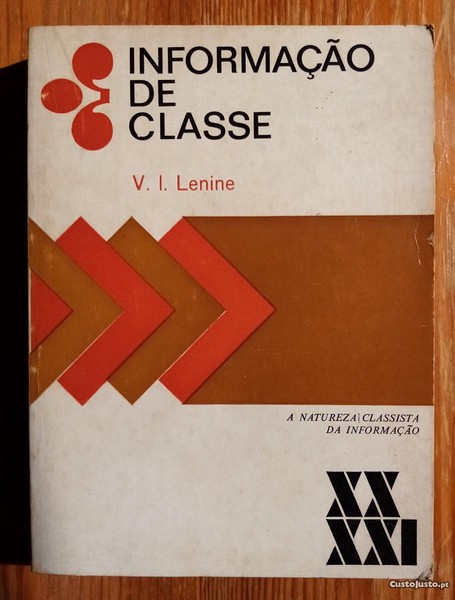 INFORMAÇÃO
DE
CLASSE
V. I. Lenine
A NATUREZA CLASSISTA
DA INFORMAÇÃO
XX
XXI
CustoJusto.pt